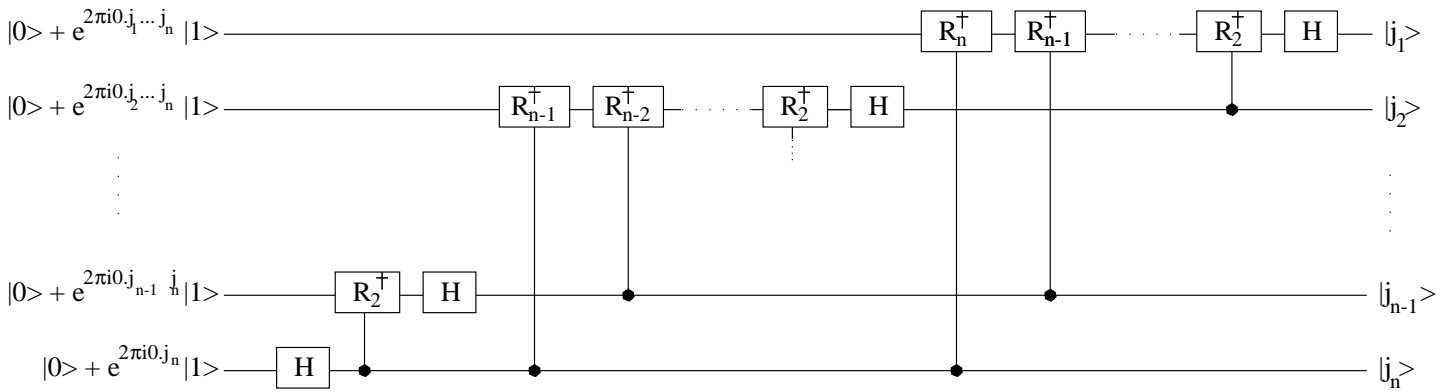 |0> + e^{2πi0.j_1... j_n} |1> R_n^† R_{n-1}^† R_2^† H |j_1>
|0> + e^{2πi0.j_2... j_n} |1> R_{n-1}^† R_{n-2}^† R_2^† H |j_2>
|0> + e^{2πi0.j_{n-1} j_n} |1> R_2^† H |j_{n-1}>
|0> + e^{2πi0.j_n} |1> H |j_n>